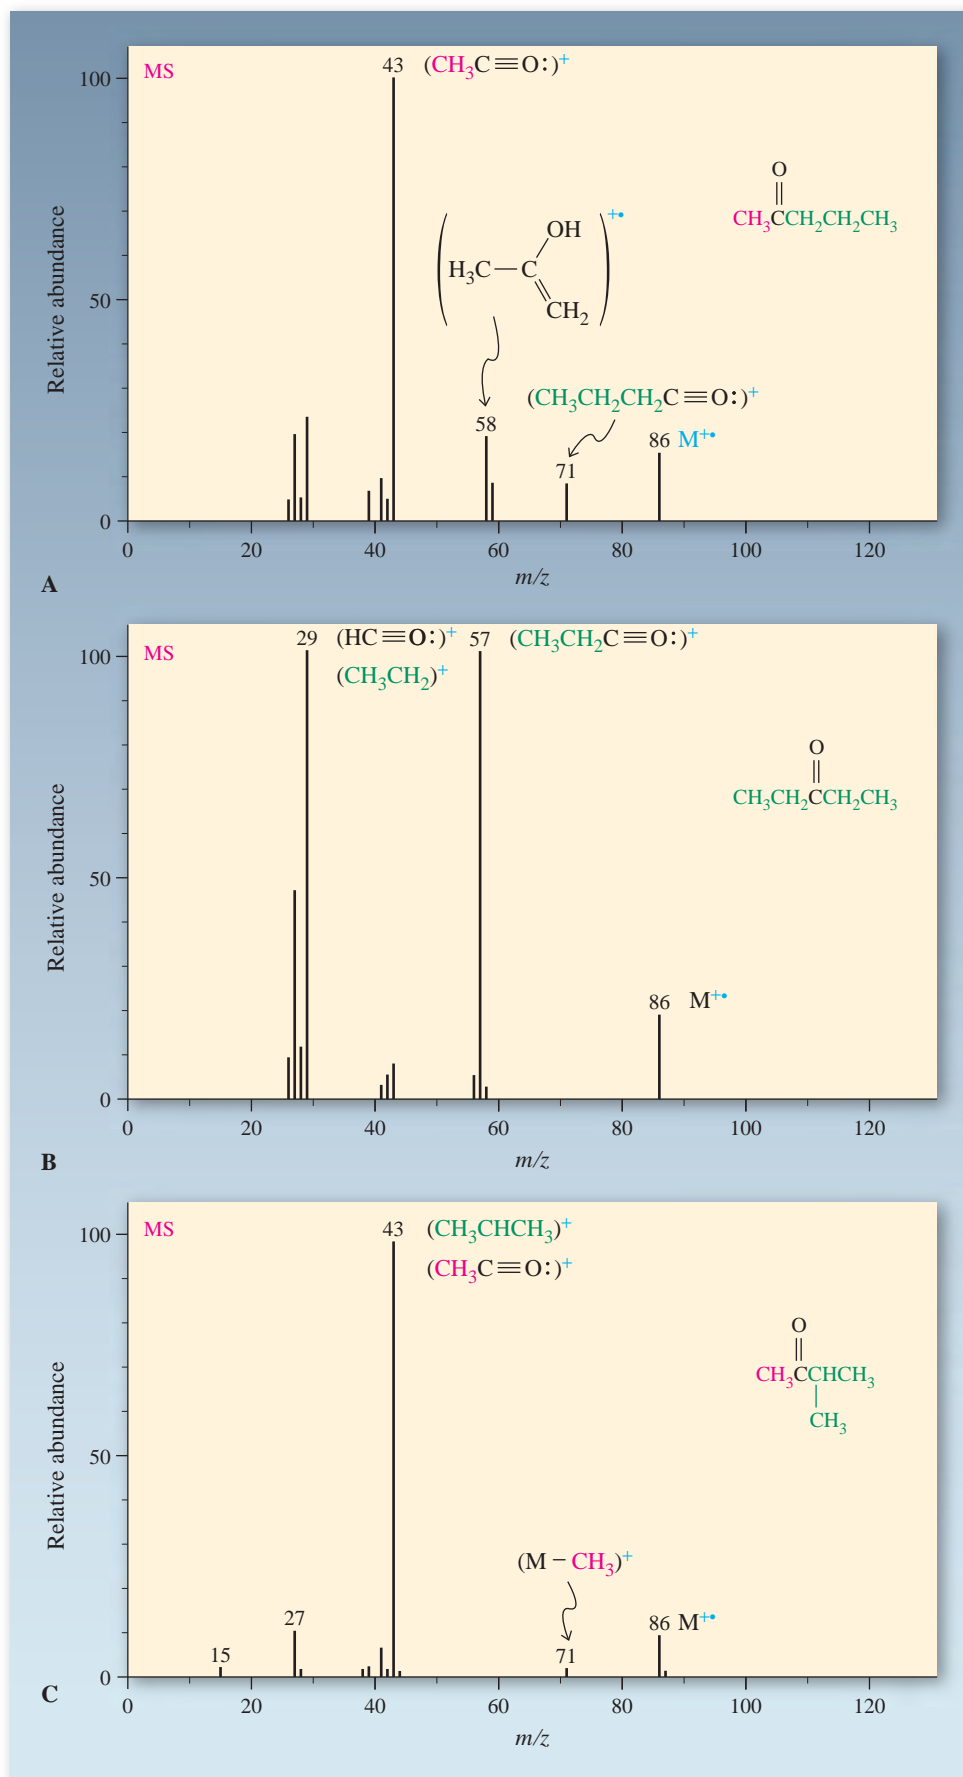 MS
43 (CH₃C≡O:)⁺
100
O
||
CH₃CCH₂CH₂CH₃
OH
H₃C—C
CH₂
+•
50
(CH₃CH₂CH₂C≡O:)⁺
58
71
86 M⁺•
0
0 20 40 60 80 100 120
m/z
Relative abundance
A
MS
29 (HC≡O:)⁺ 57 (CH₃CH₂C≡O:)⁺
(CH₃CH₂)⁺
100
O
||
CH₃CH₂CCH₂CH₃
50
86 M⁺•
0
0 20 40 60 80 100 120
m/z
Relative abundance
B
MS
43 (CH₃CHCH₃)⁺
(CH₃C≡O:)⁺
100
O
||
CH₃CCHCH₃
|
CH₃
50
(M – CH₃)⁺
15
27
71
86 M⁺•
0
0 20 40 60 80 100 120
m/z
Relative abundance
C